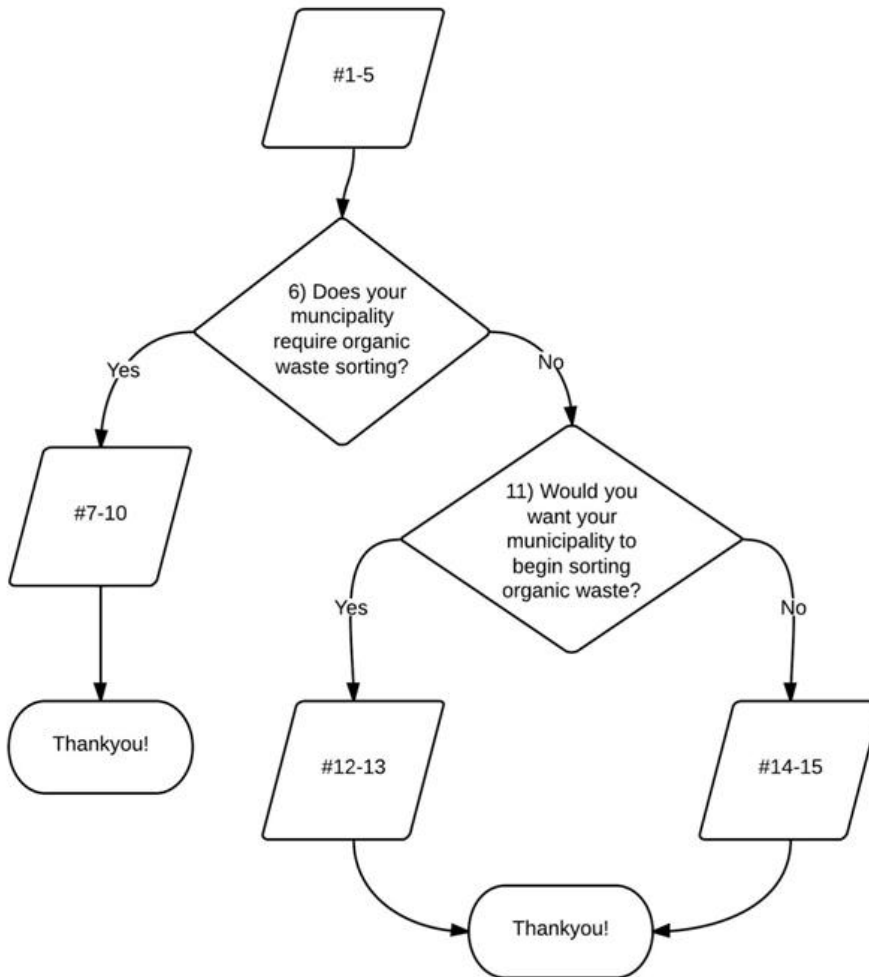 #1-5
6) Does your
muncipality
require organic
waste sorting?
Yes
No
#7-10
11) Would you
want your
municipality to
begin sorting
organic waste?
Yes
No
Thankyou!
#12-13
#14-15
Thankyou!